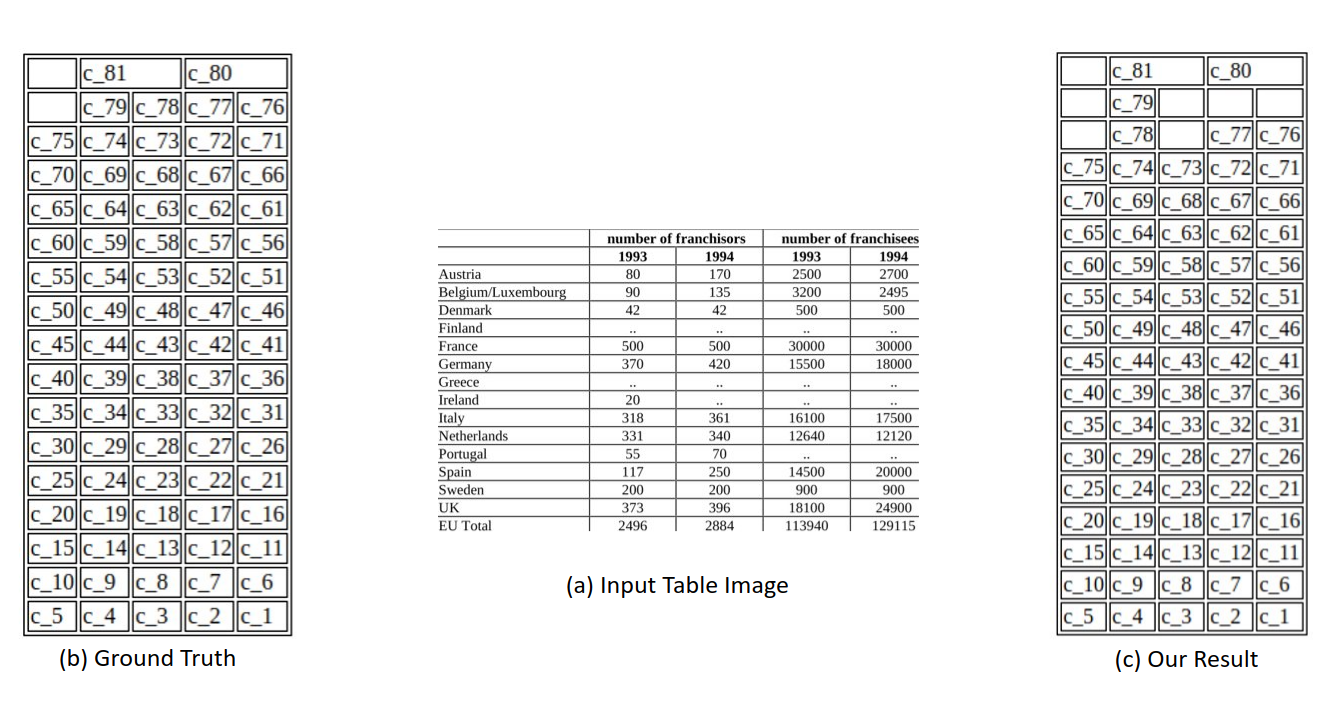 c_81 c_80
c_79 c_78 c_77 c_76
c_75 c_74 c_73 c_72 c_71
c_70 c_69 c_68 c_67 c_66
c_65 c_64 c_63 c_62 c_61
c_60 c_59 c_58 c_57 c_56
c_55 c_54 c_53 c_52 c_51
c_50 c_49 c_48 c_47 c_46
c_45 c_44 c_43 c_42 c_41
c_40 c_39 c_38 c_37 c_36
c_35 c_34 c_33 c_32 c_31
c_30 c_29 c_28 c_27 c_26
c_25 c_24 c_23 c_22 c_21
c_20 c_19 c_18 c_17 c_16
c_15 c_14 c_13 c_12 c_11
c_10 c_9 c_8 c_7 c_6
c_5 c_4 c_3 c_2 c_1
(b) Ground Truth
number of franchisors number of franchisees
1993 1994 1993 1994
Austria 80 170 2500 2700
Belgium/Luxembourg 90 135 3200 2495
Denmark 42 42 500 500
Finland .. .. .. ..
France 500 500 30000 30000
Germany 370 420 15500 18000
Greece .. .. .. ..
Ireland 20 .. .. ..
Italy 318 361 16100 17500
Netherlands 331 340 12640 12120
Portugal 55 70 .. ..
Spain 117 250 14500 20000
Sweden 200 200 900 900
UK 373 396 18100 24900
EU Total 2496 2884 113940 129115
(a) Input Table Image
c_81 c_80
c_79
c_78 c_77 c_76
c_75 c_74 c_73 c_72 c_71
c_70 c_69 c_68 c_67 c_66
c_65 c_64 c_63 c_62 c_61
c_60 c_59 c_58 c_57 c_56
c_55 c_54 c_53 c_52 c_51
c_50 c_49 c_48 c_47 c_46
c_45 c_44 c_43 c_42 c_41
c_40 c_39 c_38 c_37 c_36
c_35 c_34 c_33 c_32 c_31
c_30 c_29 c_28 c_27 c_26
c_25 c_24 c_23 c_22 c_21
c_20 c_19 c_18 c_17 c_16
c_15 c_14 c_13 c_12 c_11
c_10 c_9 c_8 c_7 c_6
c_5 c_4 c_3 c_2 c_1
(c) Our Result